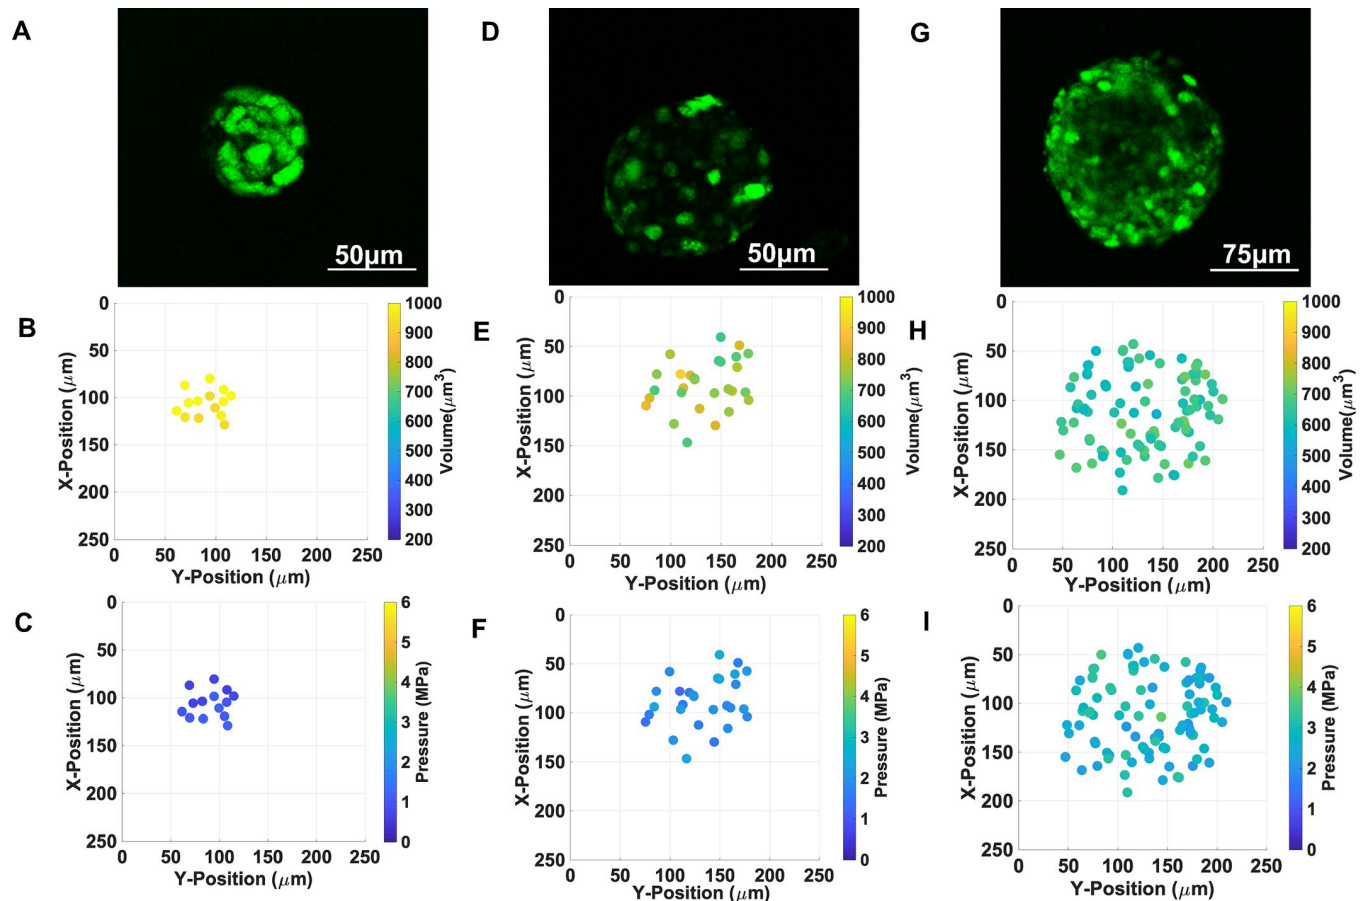 A
50µm
D
50µm
G
75µm
B
0
50
100
150
200
250
X-Position (µm)
0 50 100 150 200 250
Y-Position (µm)
1000
900
800
700
600
500
400
300
200
Volume(µm³)
E
0
50
100
150
200
250
X-Position (µm)
0 50 100 150 200 250
Y-Position (µm)
1000
900
800
700
600
500
400
300
200
Volume(µm³)
H
0
50
100
150
200
250
X-Position (µm)
0 50 100 150 200 250
Y-Position (µm)
1000
900
800
700
600
500
400
300
200
Volume(µm³)
C
0
50
100
150
200
250
X-Position (µm)
0 50 100 150 200 250
Y-Position (µm)
6
5
4
3
2
1
0
Pressure (MPa)
F
0
50
100
150
200
250
X-Position (µm)
0 50 100 150 200 250
Y-Position (µm)
6
5
4
3
2
1
0
Pressure (MPa)
I
0
50
100
150
200
250
X-Position (µm)
0 50 100 150 200 250
Y-Position (µm)
6
5
4
3
2
1
0
Pressure (MPa)